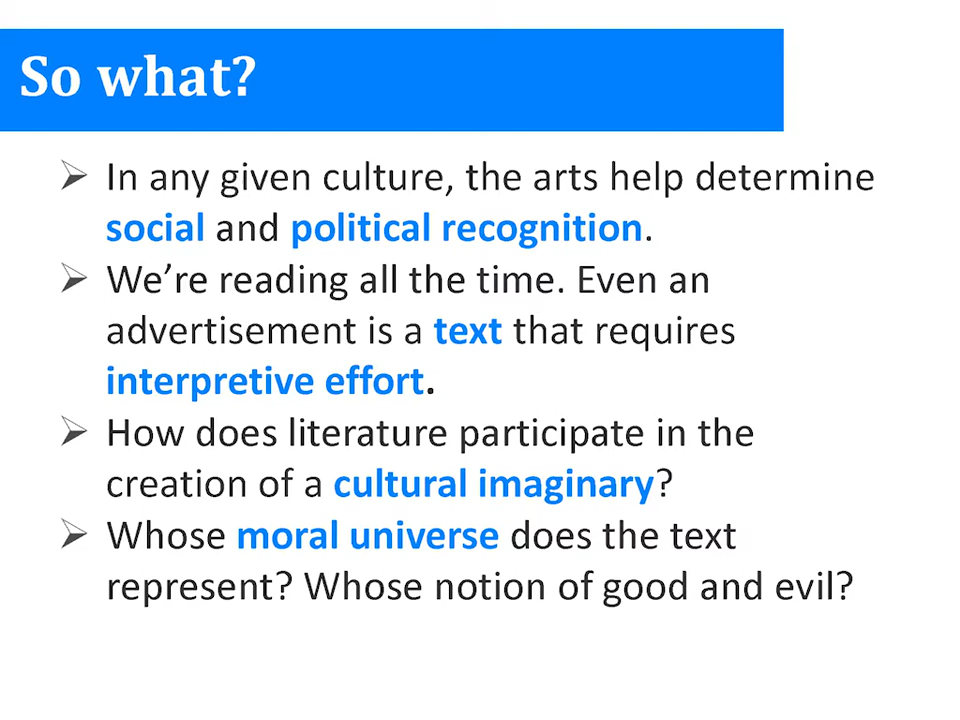 So what?
In any given culture, the arts help determine
social and political recognition.
We’re reading all the time. Even an
advertisement is a text that requires
interpretive effort.
How does literature participate in the
creation of a cultural imaginary?
Whose moral universe does the text
represent? Whose notion of good and evil?